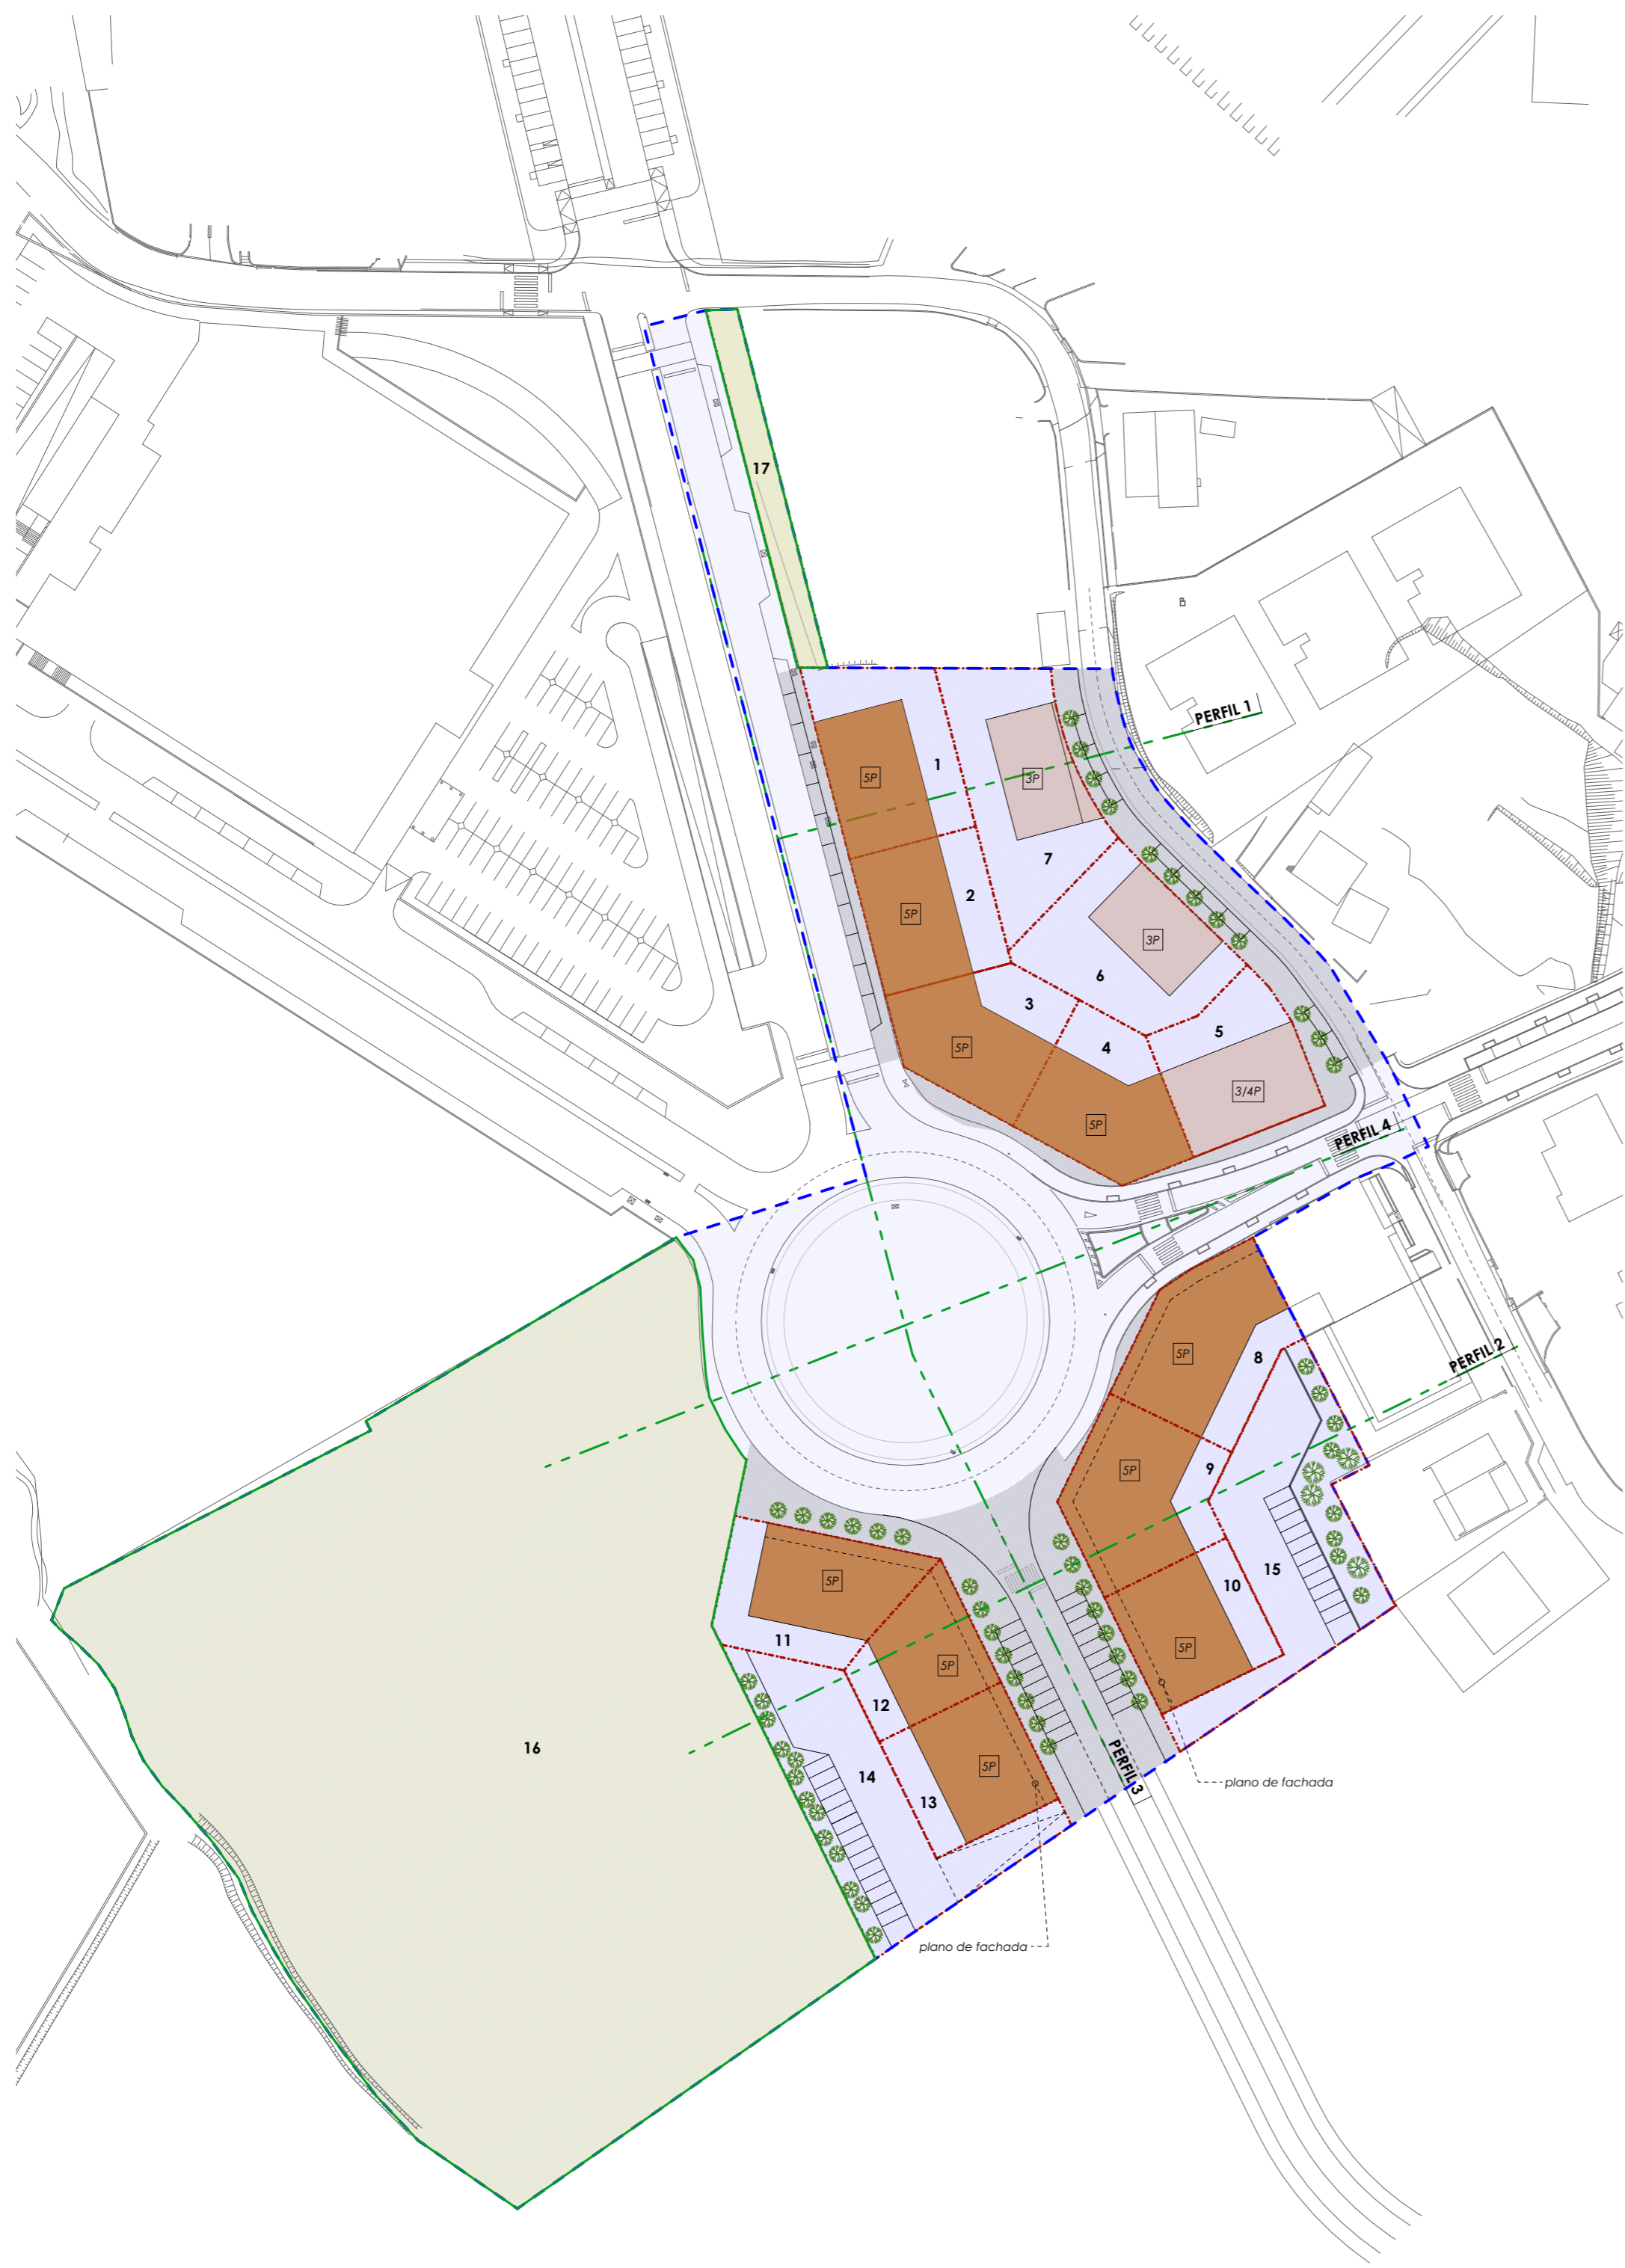 17
PERFIL 1
1
5P
3P
7
2
5P
3P
6
3
5
4
5P
3/4P
5P
PERFIL 4
PERFIL 2
8
5P
9
5P
15
10
5P
5P
11
5P
12
16
PERFIL 3
5P
14
13
plano de fachada
plano de fachada